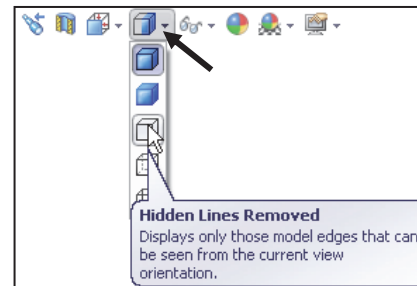 Hidden Lines Removed
Displays only those model edges that can
be seen from the current view
orientation.